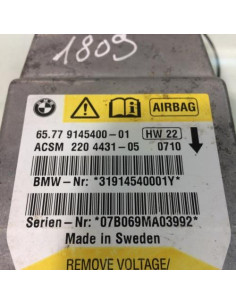 1809
AIRBAG
65.77 9145400-01 HW 22
ACSM 220 4431-05 0710
BMW-Nr: *31914540001Y*
Serien-Nr: *07B069MA03992*
Made in Sweden
REMOVE VOLTAGE/